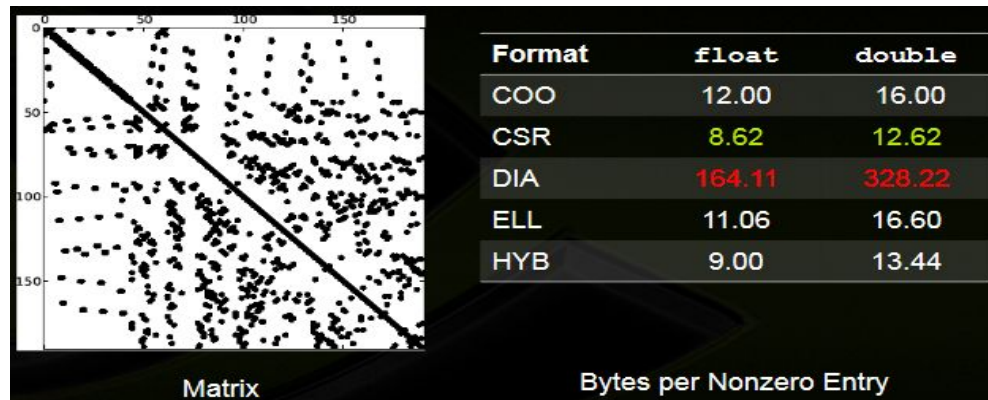 0 50 100 150
0
50
100
150
Matrix
Format float double
COO 12.00 16.00
CSR 8.62 12.62
DIA 164.11 328.22
ELL 11.06 16.60
HYB 9.00 13.44
Bytes per Nonzero Entry